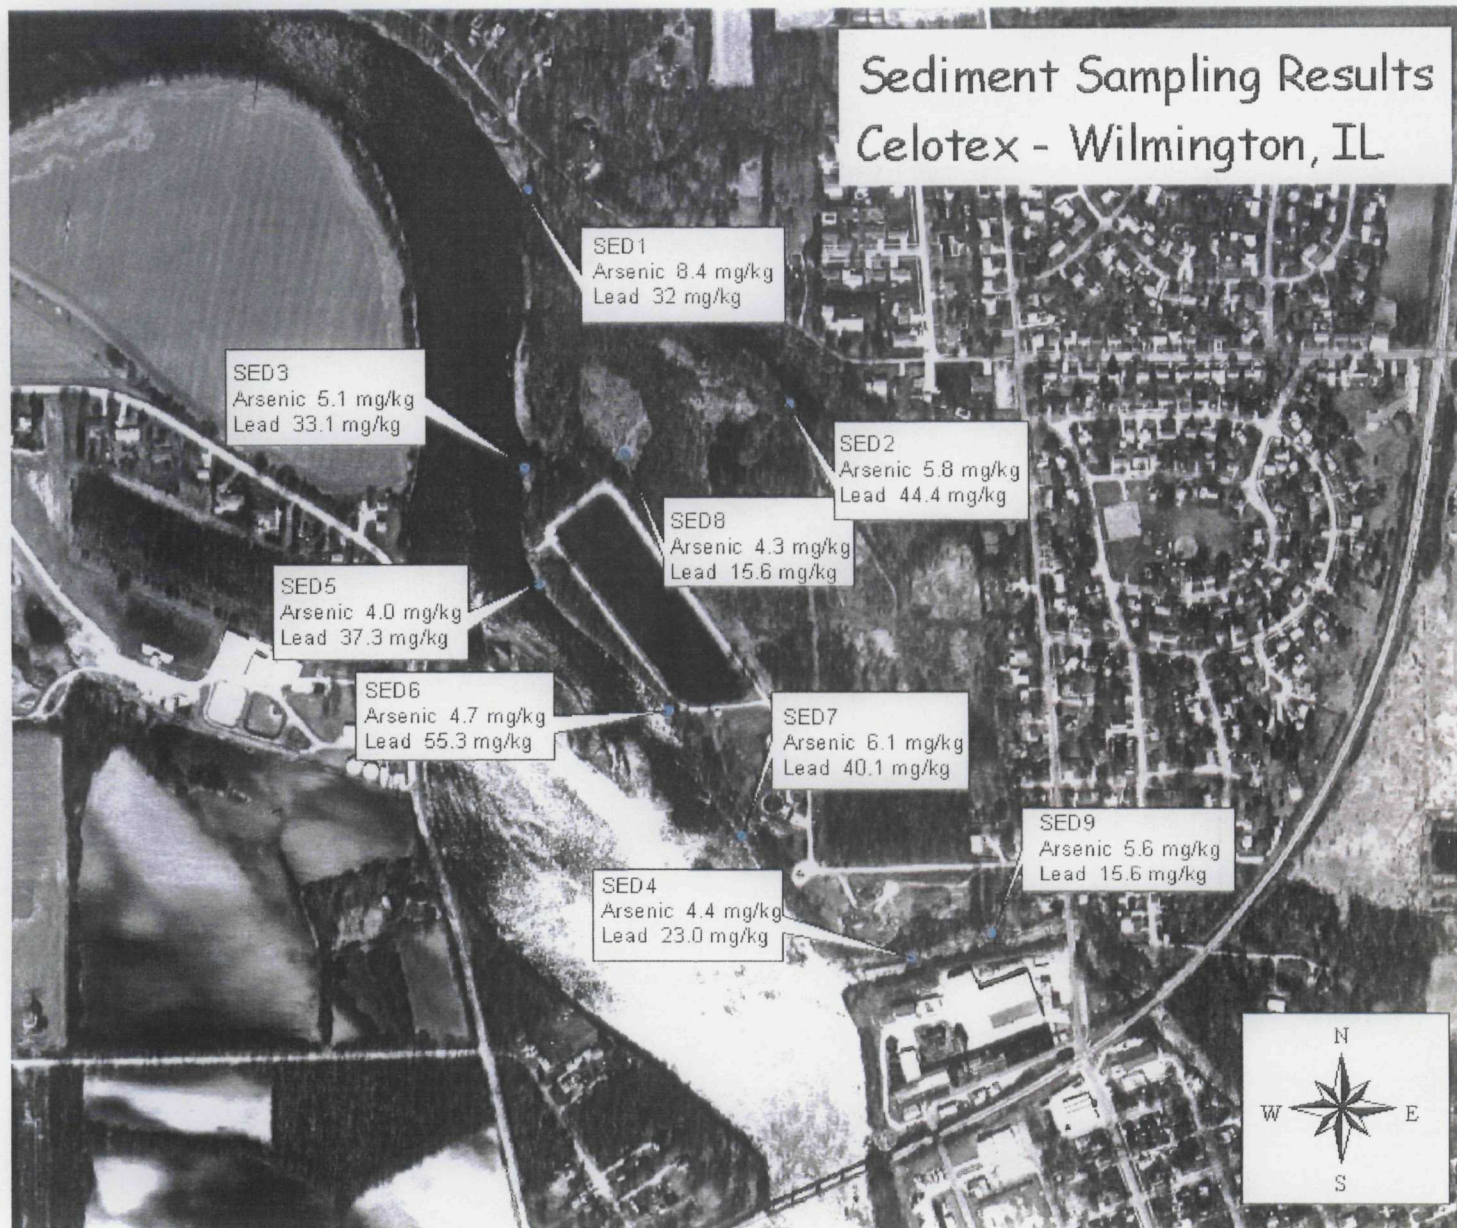 Sediment Sampling Results
Celotex - Wilmington, IL
SED1
Arsenic 8.4 mg/kg
Lead 32 mg/kg
SED3
Arsenic 5.1 mg/kg
Lead 33.1 mg/kg
SED2
Arsenic 5.8 mg/kg
Lead 44.4 mg/kg
SED8
Arsenic 4.3 mg/kg
Lead 15.6 mg/kg
SED5
Arsenic 4.0 mg/kg
Lead 37.3 mg/kg
SED6
Arsenic 4.7 mg/kg
Lead 55.3 mg/kg
SED7
Arsenic 6.1 mg/kg
Lead 40.1 mg/kg
SED9
Arsenic 5.6 mg/kg
Lead 15.6 mg/kg
SED4
Arsenic 4.4 mg/kg
Lead 23.0 mg/kg
N
W E
S